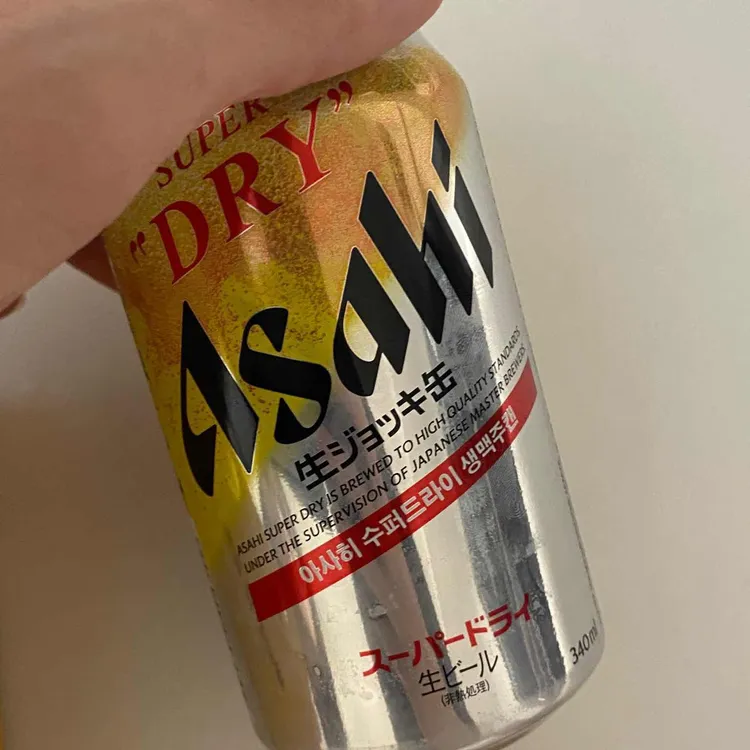 SUPER
"DRY"
Asahi
生ジョッキ缶
ASAHI SUPER DRY IS BREWED TO HIGH QUALITY STANDARDS
UNDER THE SUPERVISION OF JAPANESE MASTER BREWERS.
아사히 수퍼드라이 생맥주캔
スーパードライ
生ビール
(非熱処理)
340ml